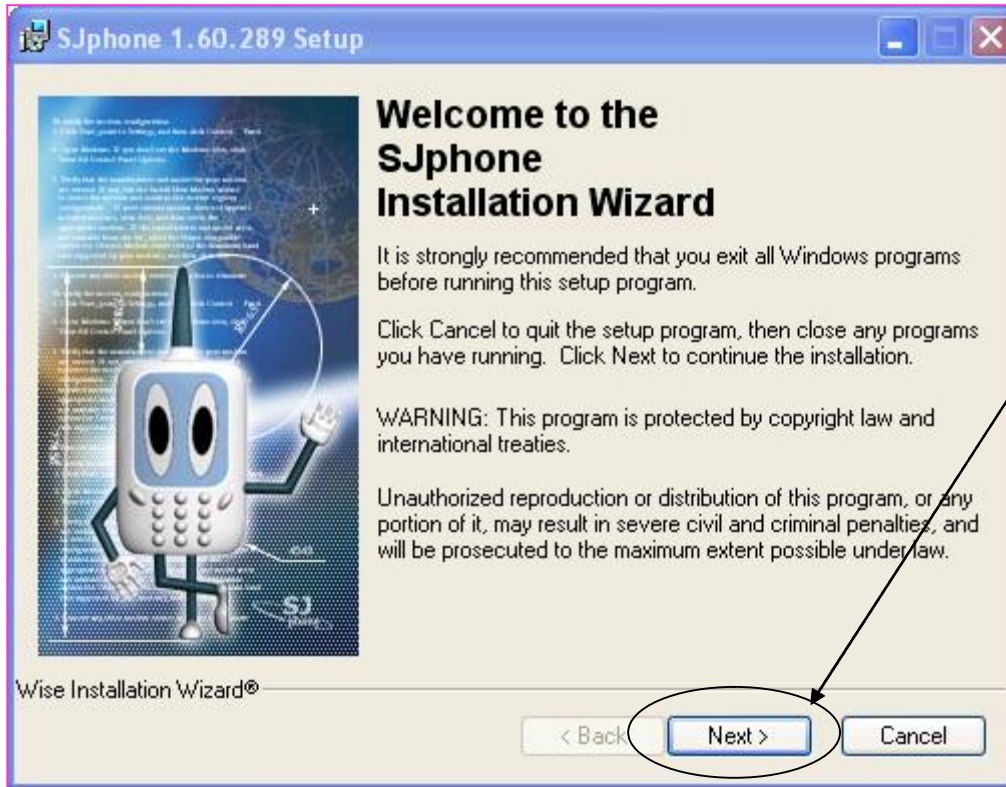 SJphone 1.60.289 Setup
Welcome to the
SJphone
Installation Wizard
It is strongly recommended that you exit all Windows programs
before running this setup program.
Click Cancel to quit the setup program, then close any programs
you have running.  Click Next to continue the installation.
WARNING: This program is protected by copyright law and
international treaties.
Unauthorized reproduction or distribution of this program, or any
portion of it, may result in severe civil and criminal penalties, and
will be prosecuted to the maximum extent possible under law.
SJ
Wise Installation Wizard®
< Back
Next >
Cancel